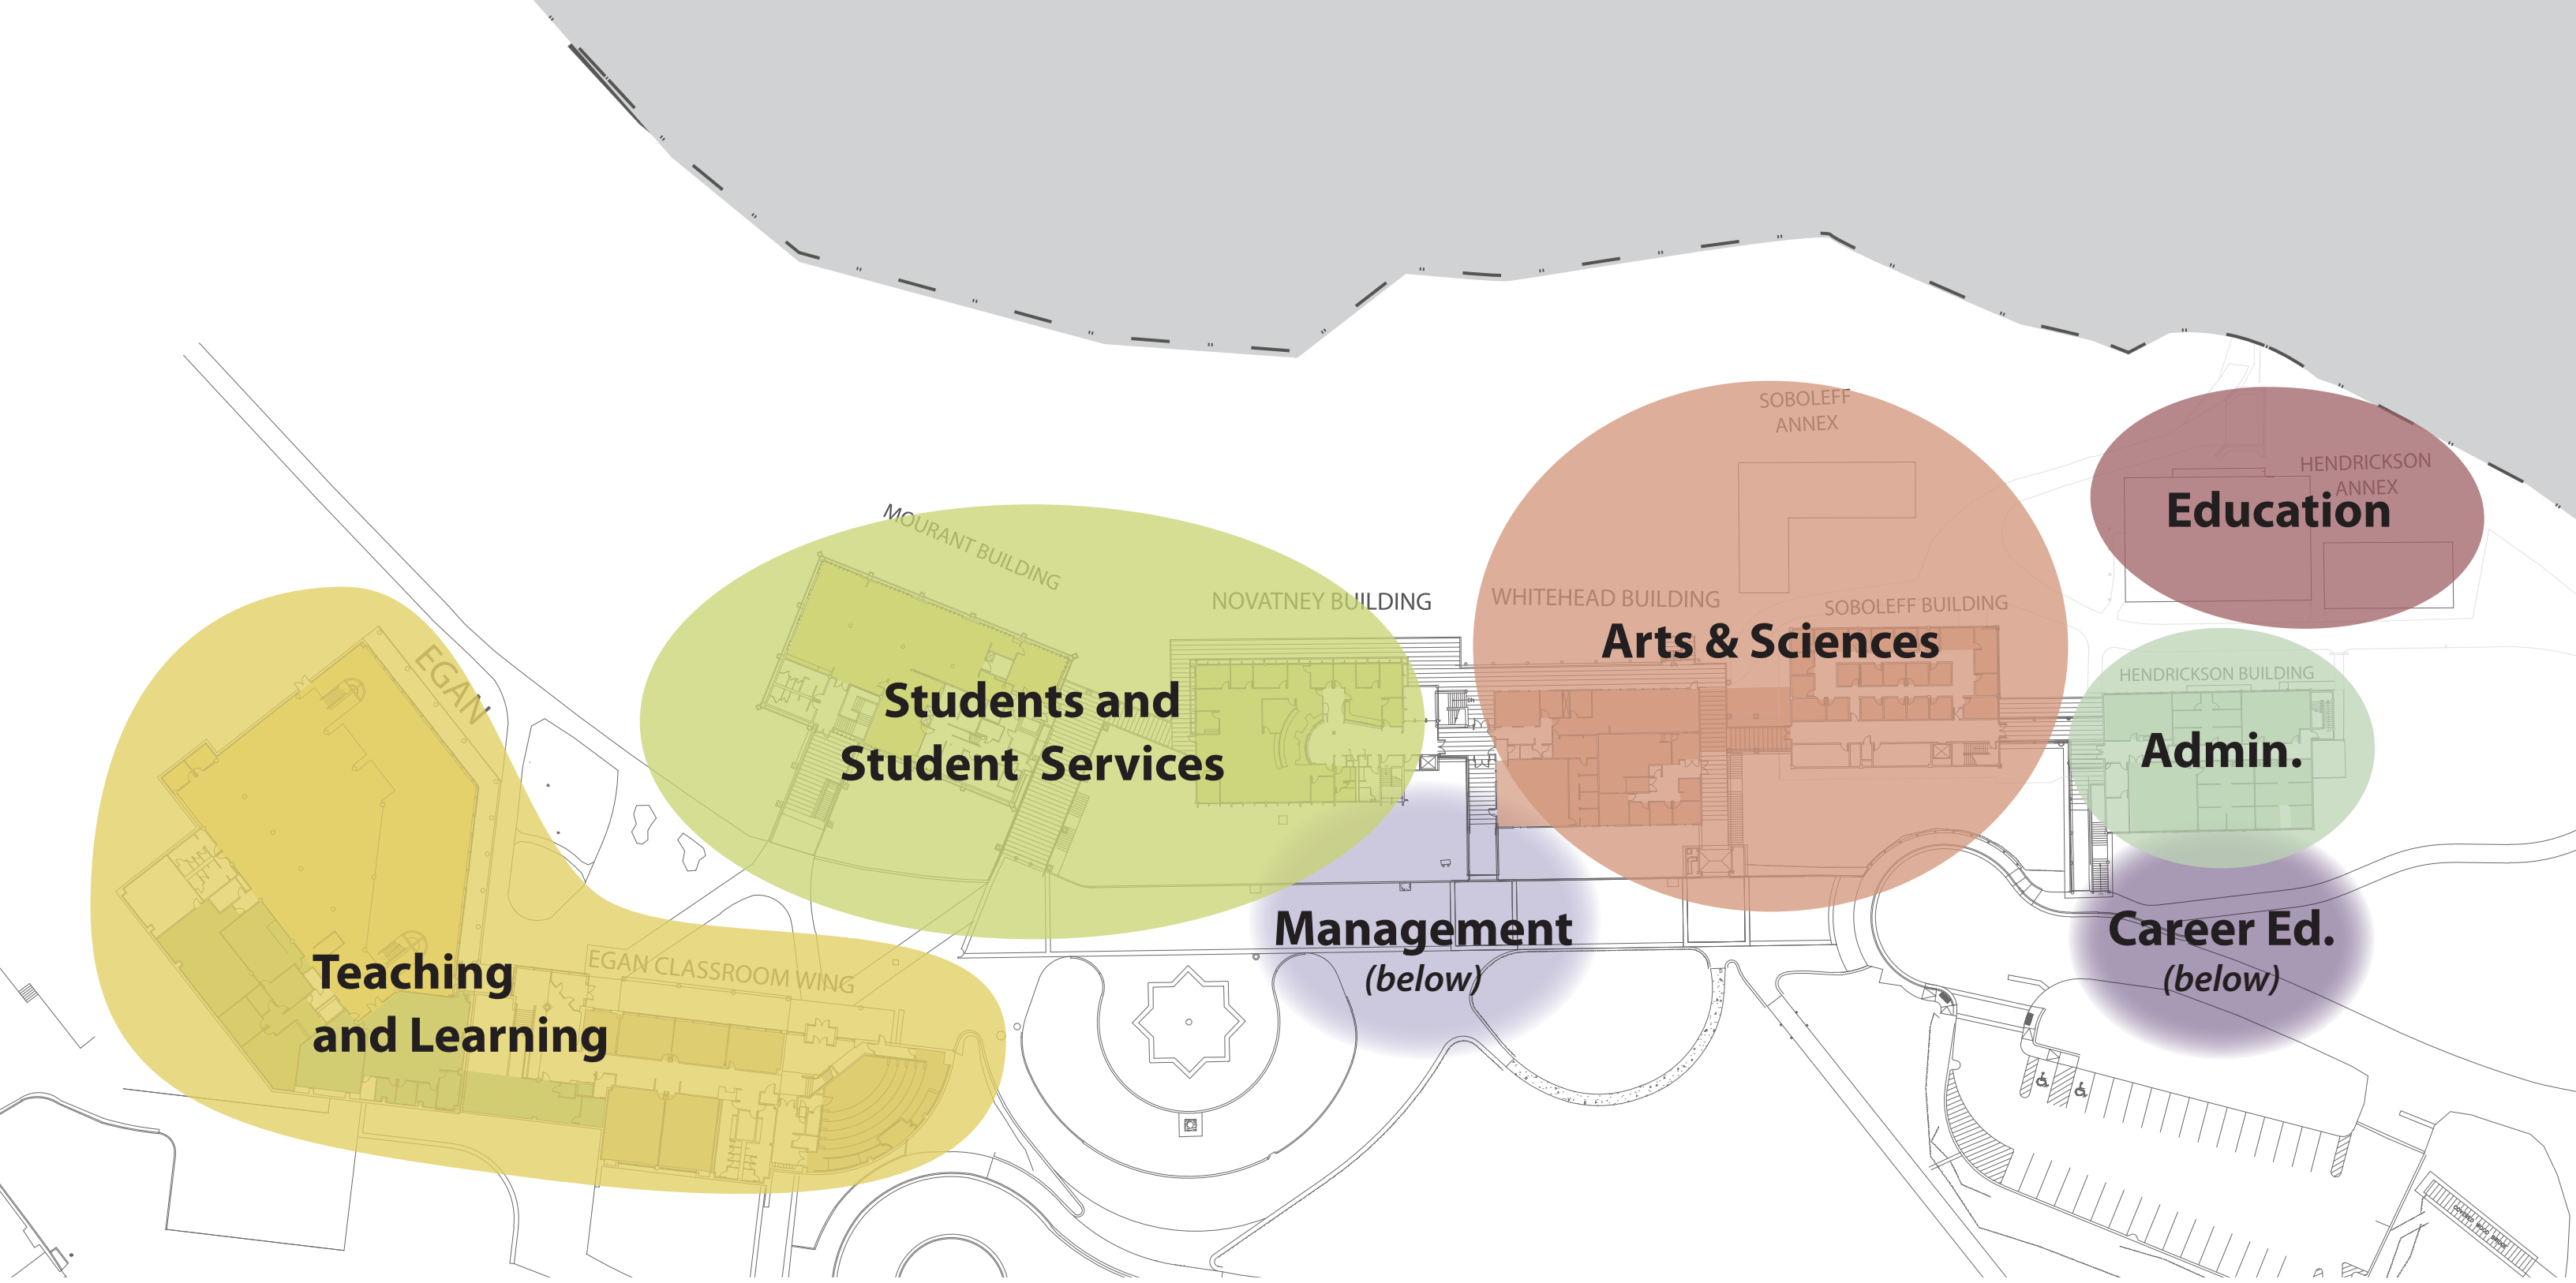 SOBOLEFF
ANNEX
HENDRICKSON
ANNEX
Education
MOURANT BUILDING
NOVATNEY BUILDING
WHITEHEAD BUILDING
SOBOLEFF BUILDING
Arts & Sciences
EGAN
HENDRICKSON BUILDING
Students and
Student Services
Admin.
Management
(below)
Career Ed.
(below)
EGAN CLASSROOM WING
Teaching
and Learning